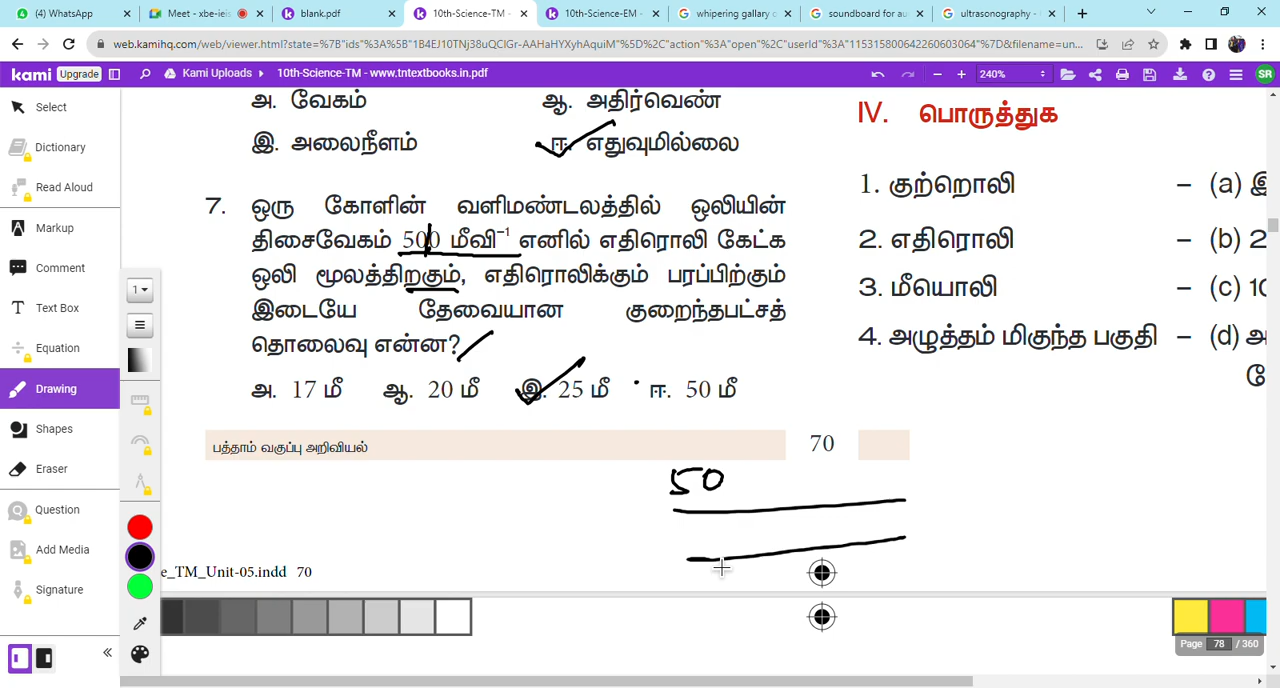 (4) WhatsApp
Meet - xbe-ieis
blank.pdf
10th-Science-TM -
10th-Science-EM -
whipering gallary c
soundboard for au
ultrasonography -
web.kamihq.com/web/viewer.html?state=%7B"ids"%3A%5B"1B4EJ10TNj38uQCIGr-AAHaHYXyhAquiM"%5D%2C"action"%3A"open"%2C"userId"%3A"115315800642260603064"%7D&filename=un...
kami Upgrade Kami Uploads 10th-Science-TM - www.tntextbooks.in.pdf 240% SR
Select
Dictionary
Read Aloud
Markup
Comment
Text Box
Equation
Drawing
Shapes
Eraser
Question
Add Media
Signature
1
அ. வேகம் ஆ. அதிர்வெண்
இ. அலைநீளம் ஈ. எதுவுமில்லை
7. ஒரு கோளின் வளிமண்டலத்தில் ஒலியின்
திசைவேகம் 500 மீவி⁻¹ எனில் எதிரொலி கேட்க
ஒலி மூலத்திற்கும், எதிரொலிக்கும் பரப்பிற்கும்
இடையே தேவையான குறைந்தபட்சத்
தொலைவு என்ன?
அ. 17 மீ ஆ. 20 மீ இ. 25 மீ ஈ. 50 மீ
பத்தாம் வகுப்பு அறிவியல் 70
50
e_TM_Unit-05.indd 70
IV. பொருத்துக
1. குற்றொலி – (a) இ
2. எதிரொலி – (b) 2
3. மீயொலி – (c) 10
4. அழுத்தம் மிகுந்த பகுதி – (d) அ
Page 78 / 360